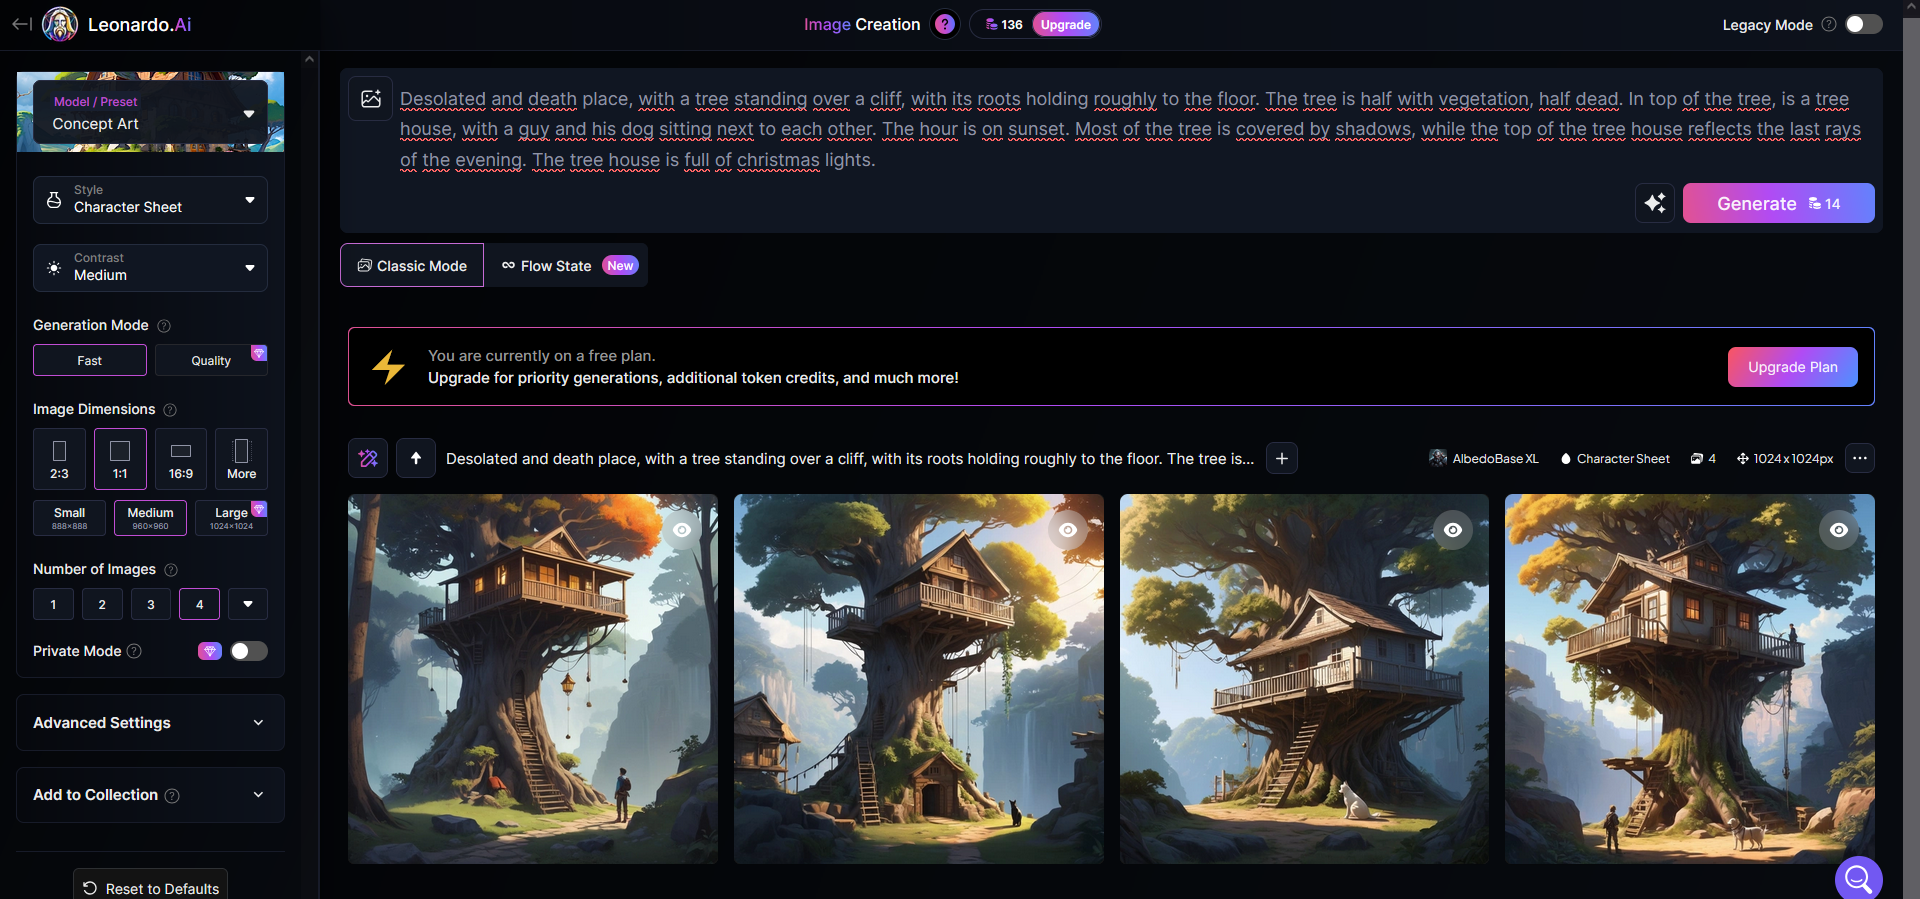 Leonardo.Ai
Image Creation
?
136
Upgrade
Legacy Mode ?
Model / Preset
Concept Art
Style
Character Sheet
Contrast
Medium
Generation Mode ?
Fast
Quality
Image Dimensions ?
2:3
1:1
16:9
More
Small
888×888
Medium
960×960
Large
1024×1024
Number of Images ?
1
2
3
4
Private Mode ?
Advanced Settings
Add to Collection ?
Reset to Defaults
Desolated and death place, with a tree standing over a cliff, with its roots holding roughly to the floor. The tree is half with vegetation, half dead. In top of the tree, is a tree
house, with a guy and his dog sitting next to each other. The hour is on sunset. Most of the tree is covered by shadows, while the top of the tree house reflects the last rays
of the evening. The tree house is full of christmas lights.
Generate 14
Classic Mode
Flow State New
You are currently on a free plan.
Upgrade for priority generations, additional token credits, and much more!
Upgrade Plan
Desolated and death place, with a tree standing over a cliff, with its roots holding roughly to the floor. The tree is...
AlbedoBase XL
Character Sheet
4
1024x1024px